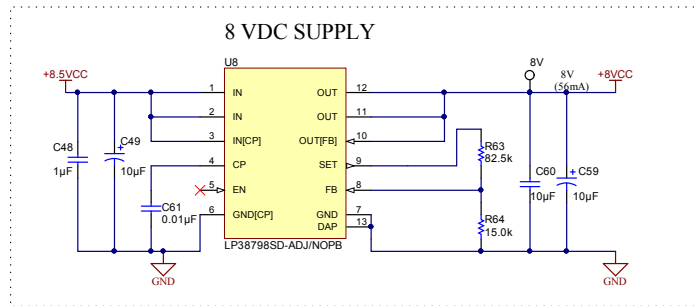 8 VDC SUPPLY
U8
+8.5VCC
8V
8V
(56mA)
+8VCC
1 IN OUT 12
2 IN OUT 11
3 IN[CP] OUT[FB] 10
4 CP SET 9
5 EN FB 8
6 GND[CP] GND 7
DAP 13
LP38798SD-ADJ/NOPB
C48
1µF
C49
10µF
C61
0.01µF
R63
82.5k
R64
15.0k
C60
10µF
C59
10µF
GND
GND